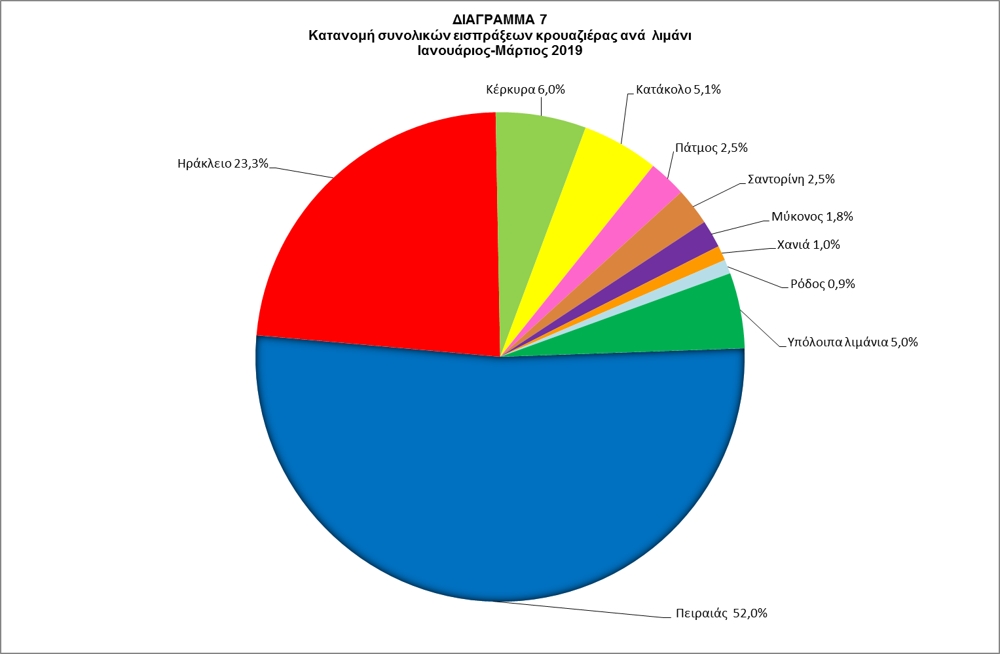 ΔΙΑΓΡΑΜΜΑ 7
Κατανομή συνολικών εισπράξεων κρουαζιέρας ανά λιμάνι
Ιανουάριος-Μάρτιος 2019
Κέρκυρα 6,0%
Κατάκολο 5,1%
Πάτμος 2,5%
Ηράκλειο 23,3%
Σαντορίνη 2,5%
Μύκονος 1,8%
Χανιά 1,0%
Ρόδος 0,9%
Υπόλοιπα λιμάνια 5,0%
Πειραιάς 52,0%